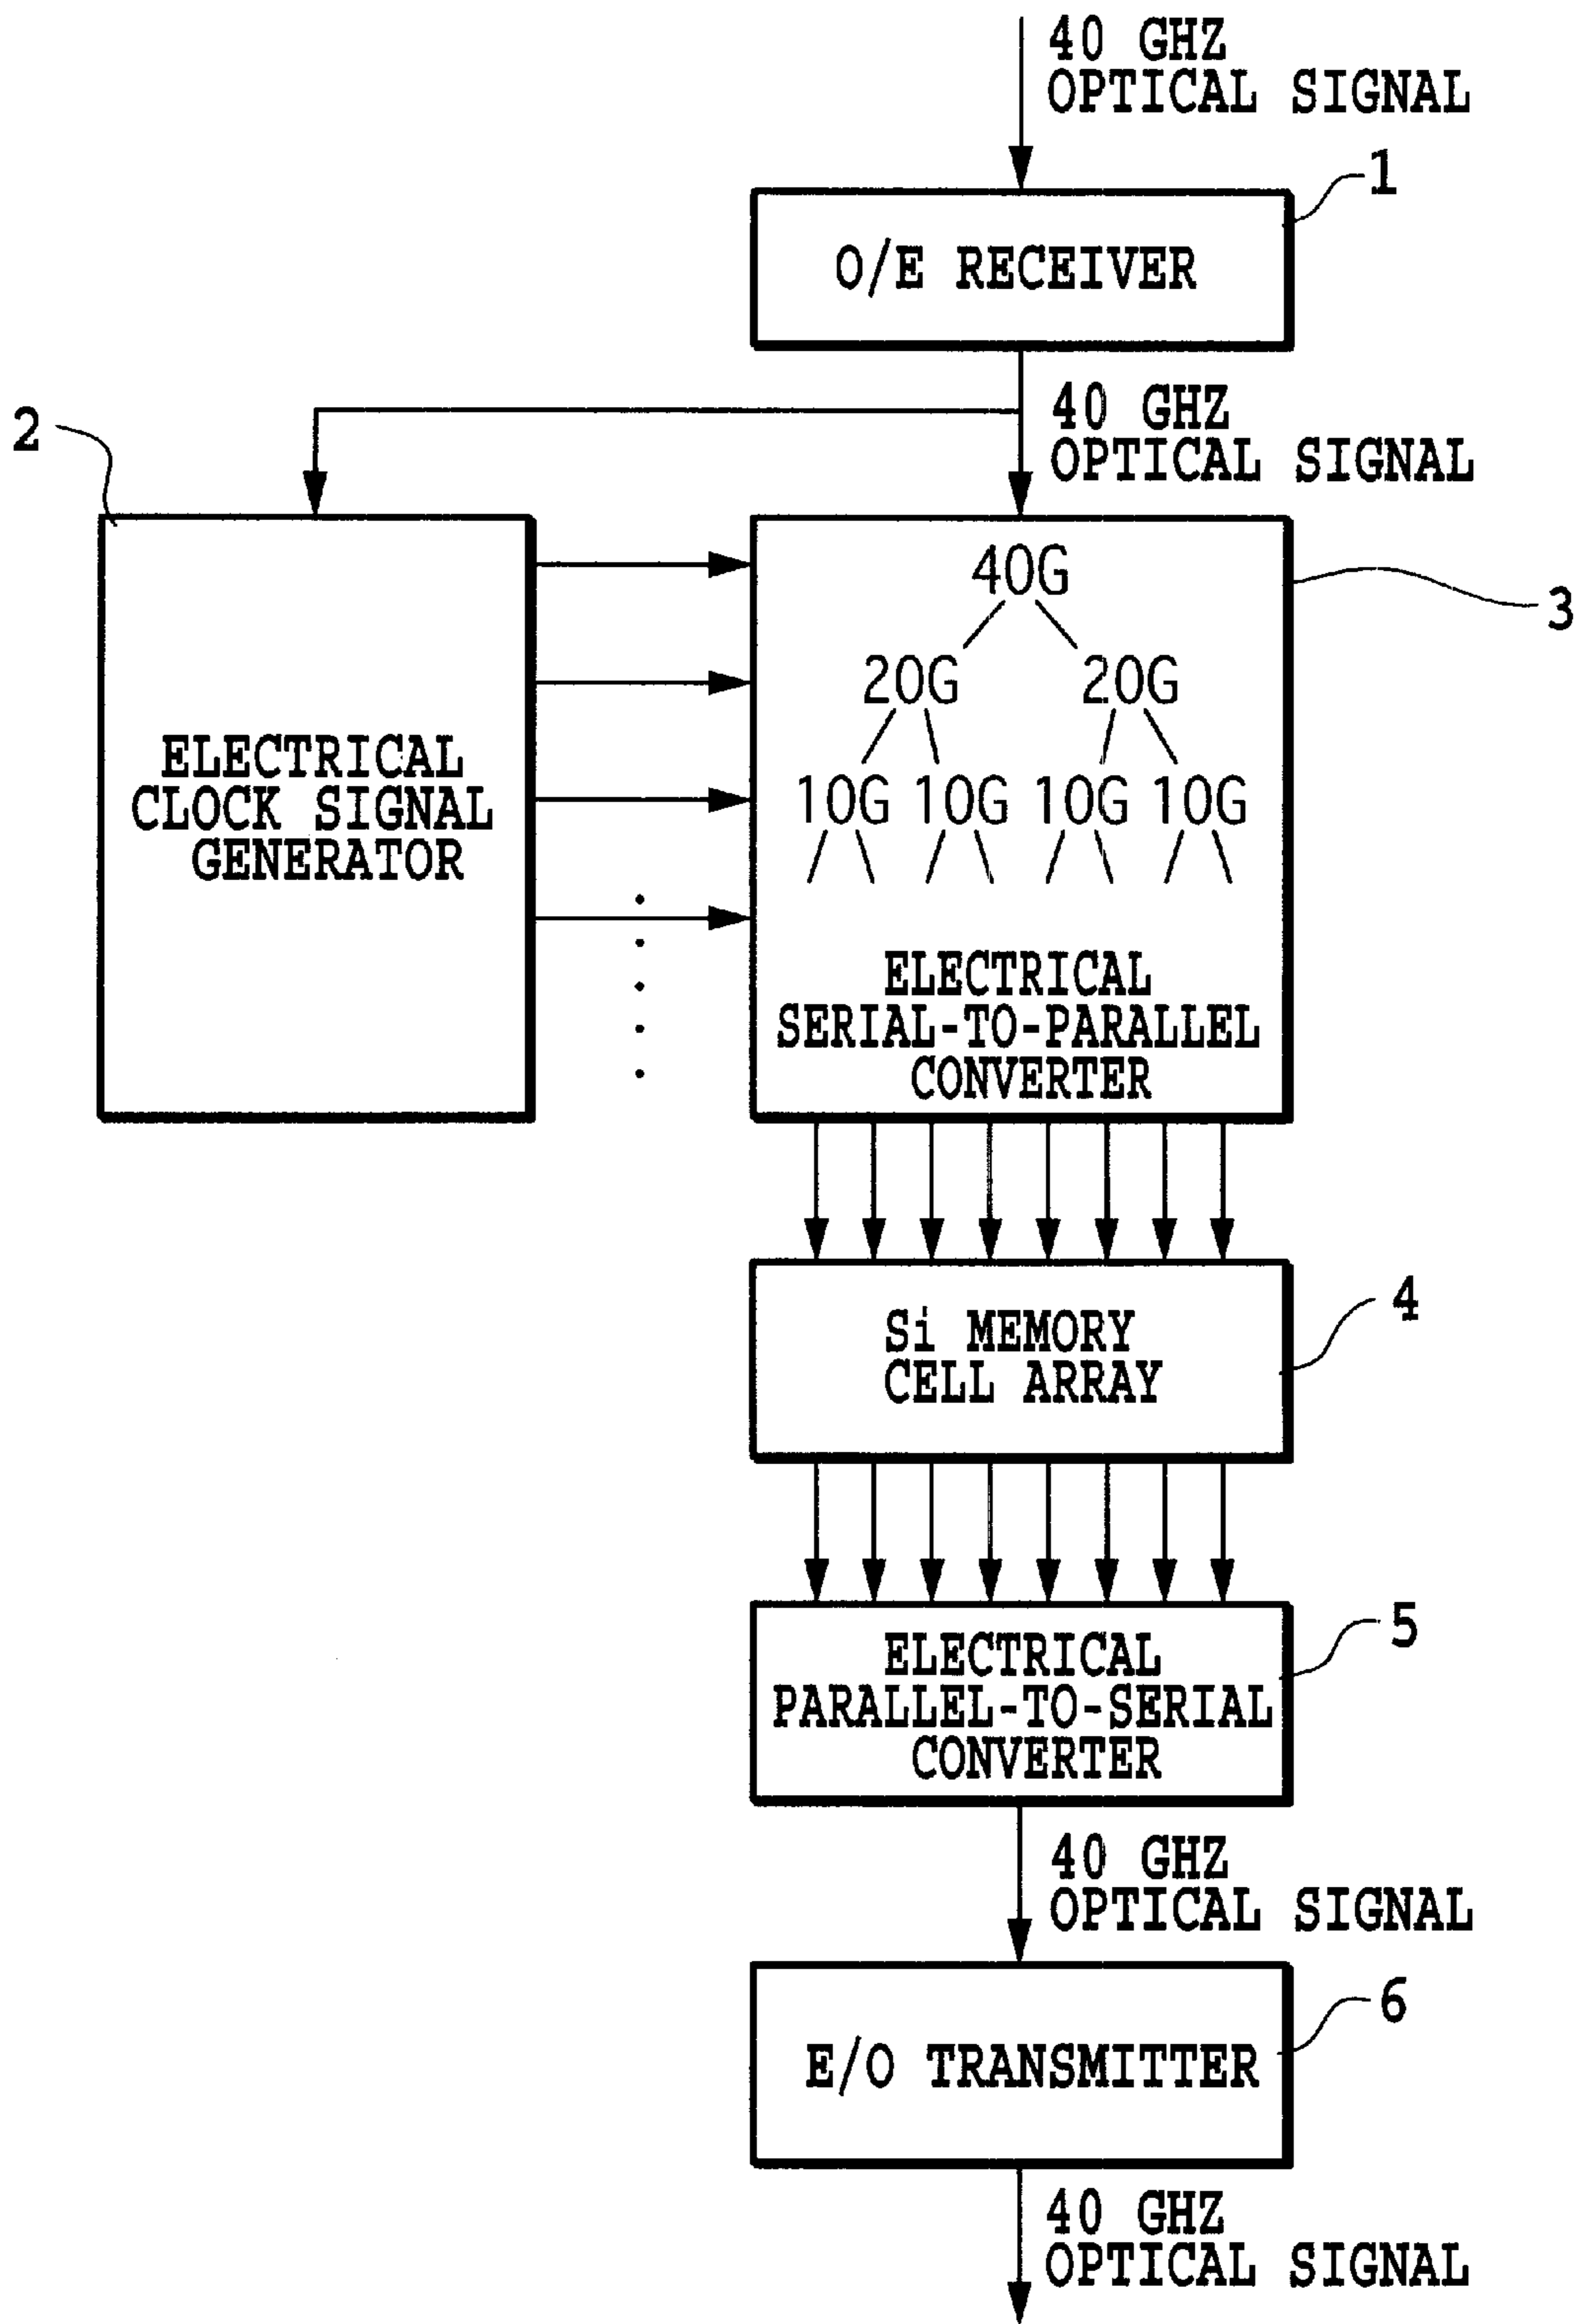 40 GHZ
OPTICAL SIGNAL
1
O/E RECEIVER
40 GHZ
OPTICAL SIGNAL
2
40G
3
20G 20G
10G 10G 10G 10G
ELECTRICAL
CLOCK SIGNAL
GENERATOR
ELECTRICAL
SERIAL-TO-PARALLEL
CONVERTER
4
Si MEMORY
CELL ARRAY
5
ELECTRICAL
PARALLEL-TO-SERIAL
CONVERTER
40 GHZ
OPTICAL SIGNAL
6
E/O TRANSMITTER
40 GHZ
OPTICAL SIGNAL